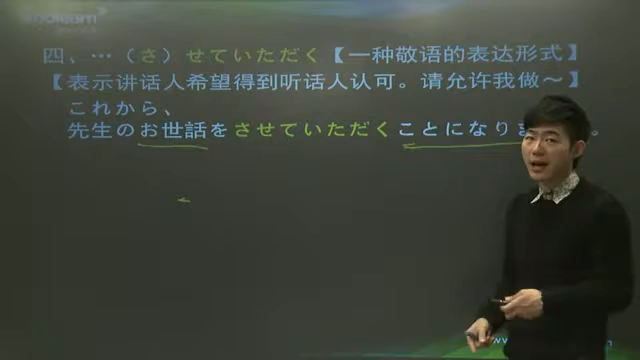 四、…（さ）せていただく【一种敬语的表达形式】
【表示讲话人希望得到听话人认可。请允许我做～】
これから、
先生のお世話をさせていただくことになりま